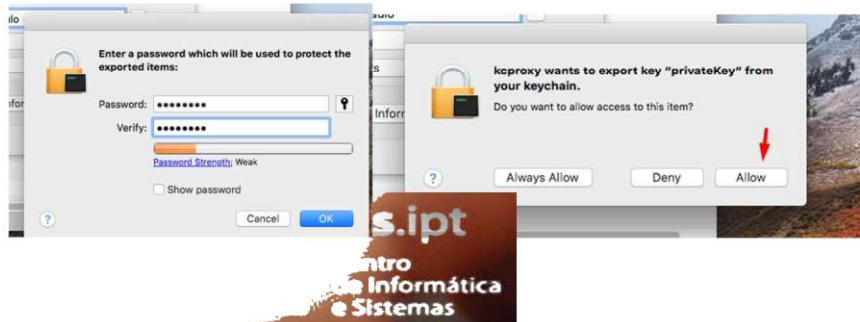 Enter a password which will be used to protect the
exported items:
Password:
Verify:
Password Strength: Weak
Show password
?
Cancel
OK
kcproxy wants to export key “privateKey” from
your keychain.
Do you want to allow access to this item?
?
Always Allow
Deny
Allow
s.ipt
ntro
Informática
e Sistemas